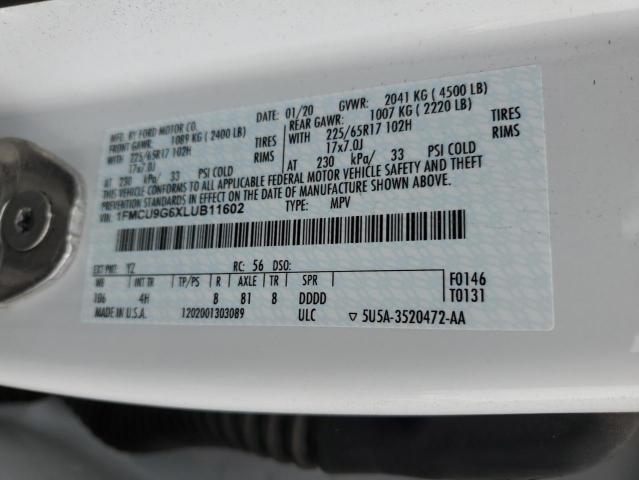 MFD. BY FORD MOTOR CO.
DATE: 01/20 GVWR: 2041 KG ( 4500 LB)
FRONT GAWR: 1089 KG ( 2400 LB)
REAR GAWR: 1007 KG ( 2220 LB)
WITH 225/65R17 102H TIRES
WITH 225/65R17 102H TIRES
17x7.0J RIMS
17x7.0J RIMS
AT 230 kPa/ 33 PSI COLD
AT 230 kPa/ 33 PSI COLD
THIS VEHICLE CONFORMS TO ALL APPLICABLE FEDERAL MOTOR VEHICLE SAFETY AND THEFT
PREVENTION STANDARDS IN EFFECT ON THE DATE OF MANUFACTURE SHOWN ABOVE.
VIN: 1FMCU9G6XLUB11602 TYPE: MPV
EXT PNT: YZ RC: 56 DSO:
WB INT TR TP/PS R AXLE TR SPR
F0146
106 4H 8 81 8 DDDD
T0131
MADE IN U.S.A. 1202001303089 ULC ▽ 5U5A-3520472-AA